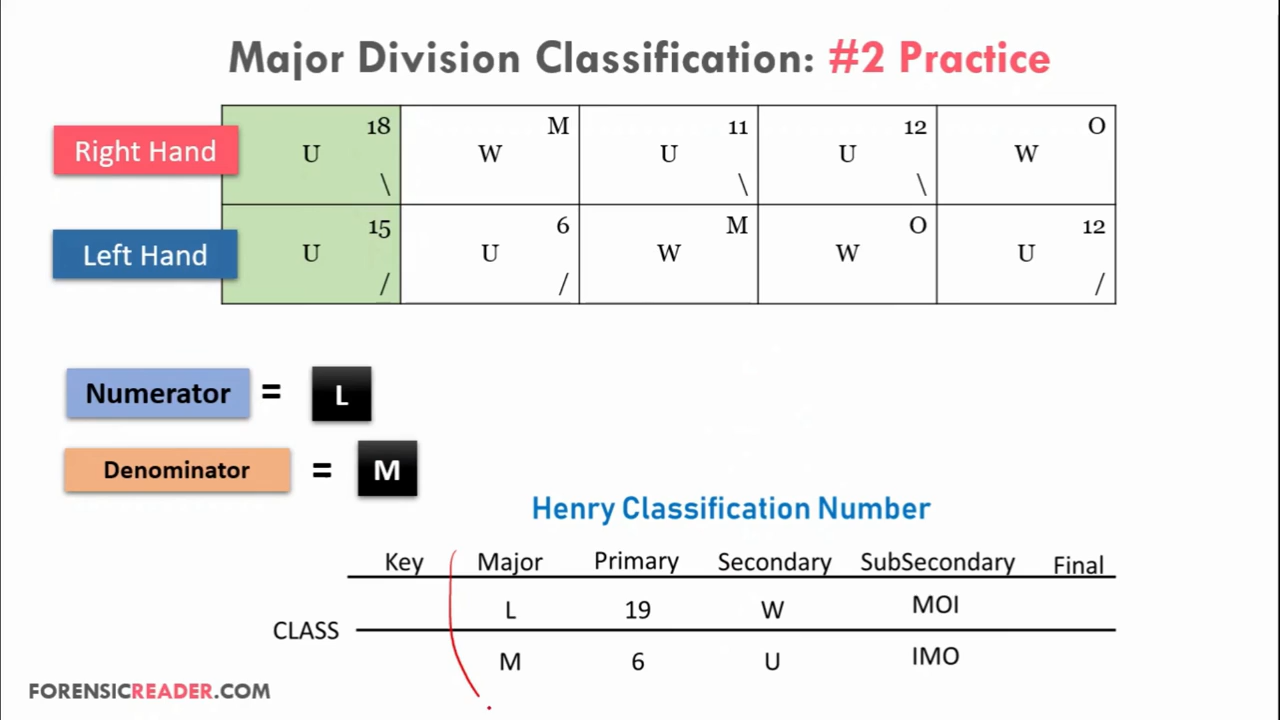 Major Division Classification: #2 Practice
18 M 11 12 O
Right Hand U W U U W
\ \ \
15 6 M O 12
Left Hand U U W W U
/ / /
Numerator = L
Denominator = M
Henry Classification Number
Key Major Primary Secondary SubSecondary Final
L 19 W MOI
CLASS
M 6 U IMO
FORENSICREADER.COM